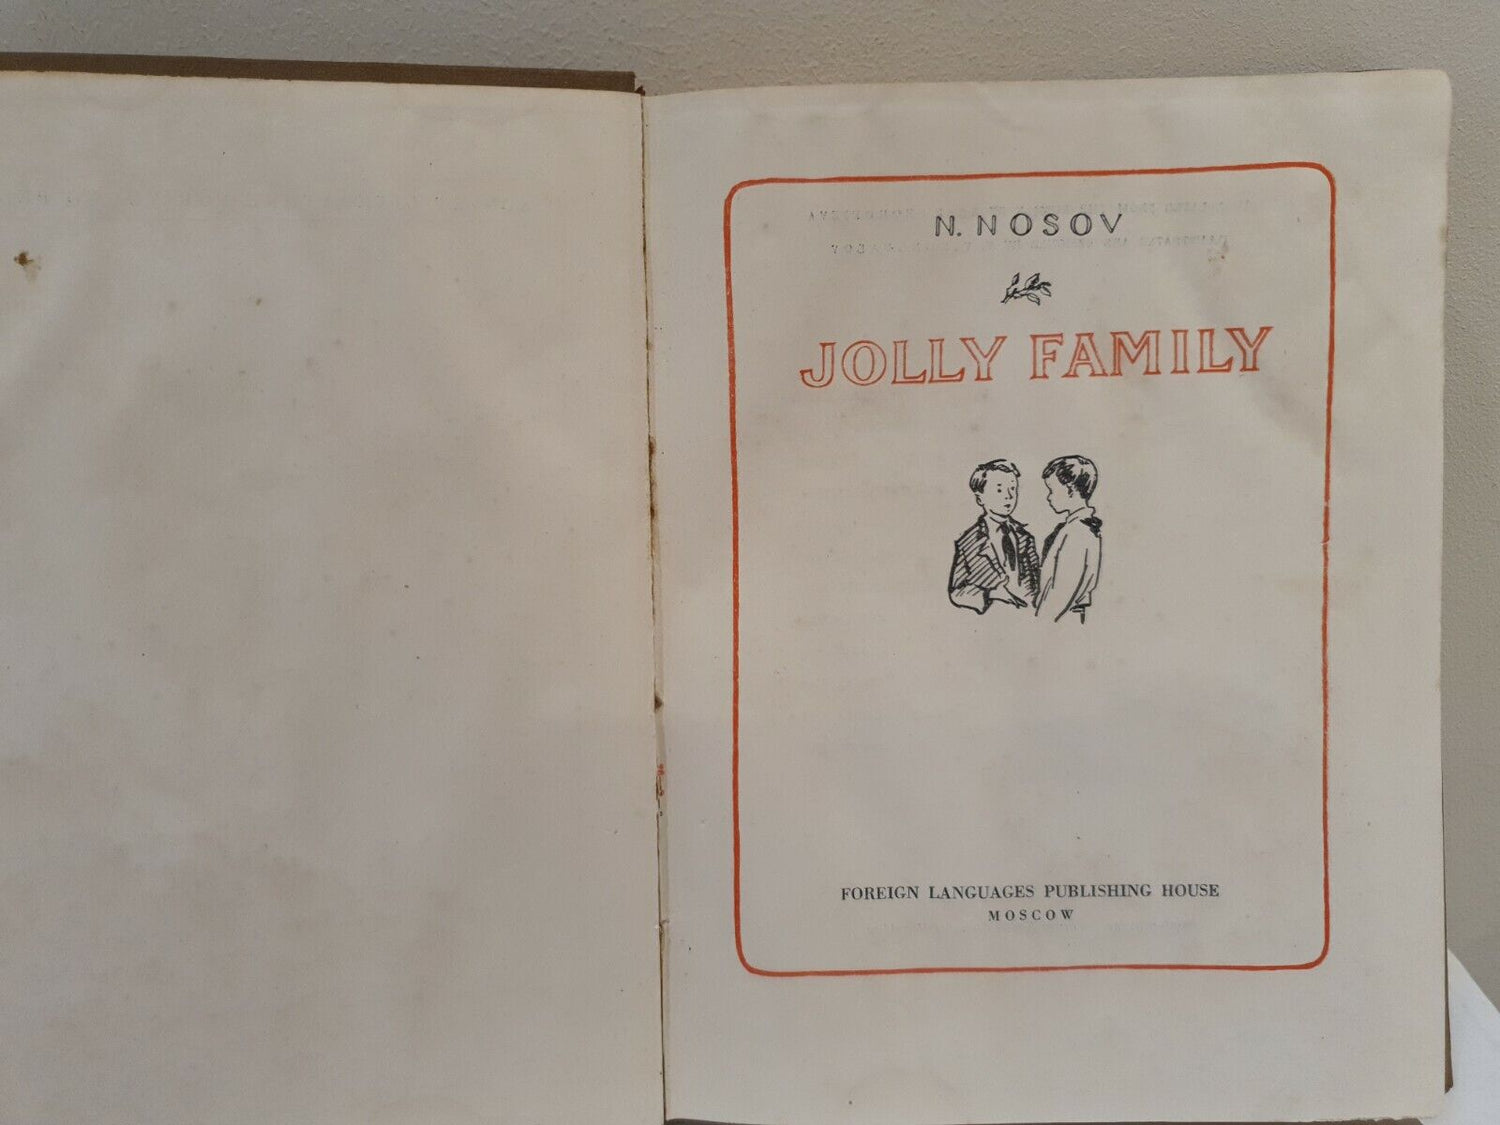 N. NOSOV
JOLLY FAMILY
FOREIGN LANGUAGES PUBLISHING HOUSE
MOSCOW